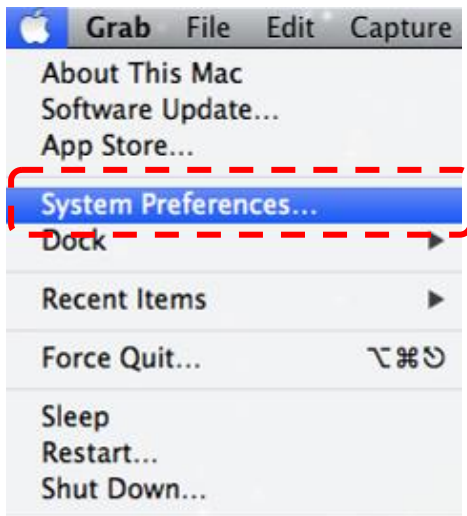 Grab File Edit Capture
About This Mac
Software Update...
App Store...
System Preferences...
Dock ▶
Recent Items ▶
Force Quit... ⌥⌘⎋
Sleep
Restart...
Shut Down...